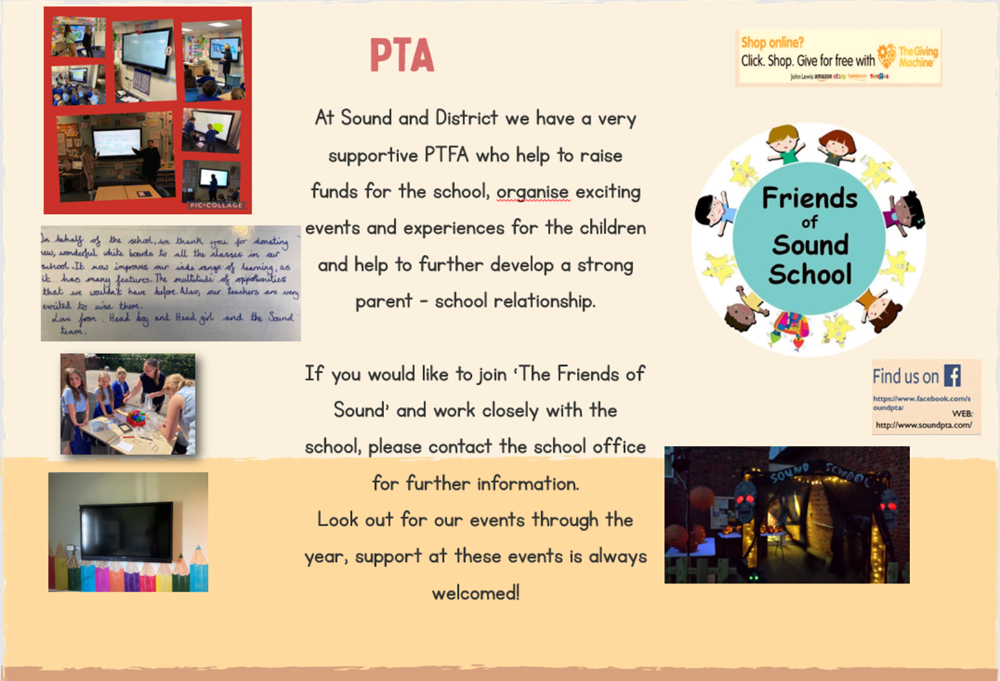 PTA
At Sound and District we have a very
supportive PTFA who help to raise
funds for the school, organise exciting
events and experiences for the children
and help to further develop a strong
parent - school relationship.
If you would like to join ‘The Friends of
Sound’ and work closely with the
school, please contact the school office
for further information.
Look out for our events through the
year, support at these events is always
welcomed!
PIC•COLLAGE
In behalf of the school, we thank you for donating
new, wonderful white boards to all the classes in our
school. It now improves our wide range of learning, as
it has many features. The multitude of opportunities
that we wouldn't have before. Also, our teachers are very
excited to use them.
Love from: Head boy and Head girl and the Sound
team.
Shop online?
Click. Shop. Give for free with
TheGiving
Machine
John Lewis amazon ebay Sainsbury's
Friends
of
Sound
School
Find us on f
https://www.facebook.com/s
oundpta/
WEB:
http://www.soundpta.com/
SOUND SCHOOL